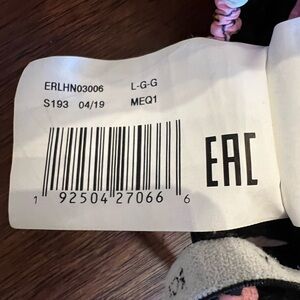 ERLHN03006 L-G-G
S193 04/19 MEQ1
EAC
1 92504 27066 6